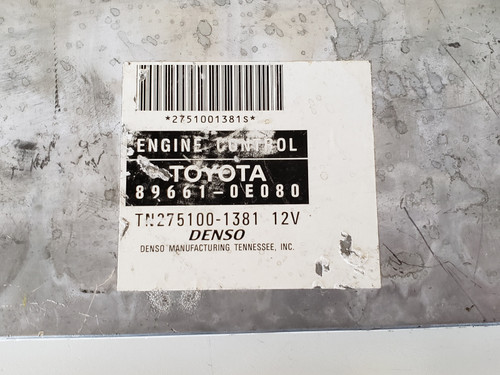 *2751001381S*
ENGINE CONTROL
TOYOTA
89661-0E080
TN275100-1381 12V
DENSO
DENSO MANUFACTURING TENNESSEE, INC.